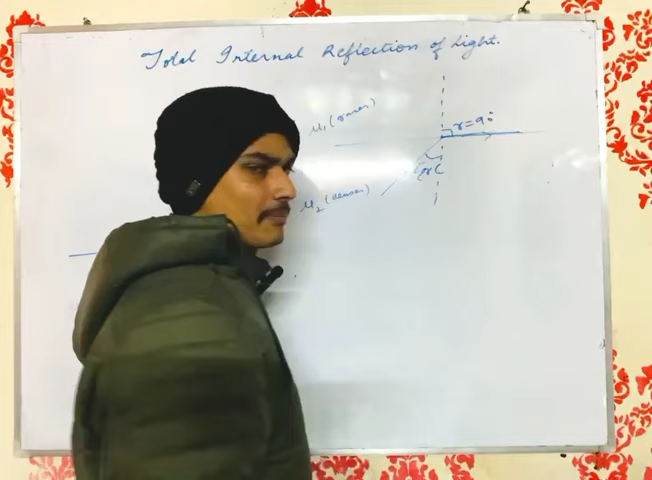 Total Internal Reflection of Light.
μ₁ (rarer)
r=90°
μ₂ (denser)